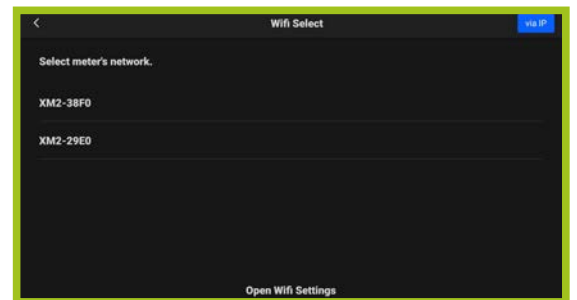 Wifi Select
via IP
Select meter's network.
XM2-38F0
XM2-29E0
Open Wifi Settings